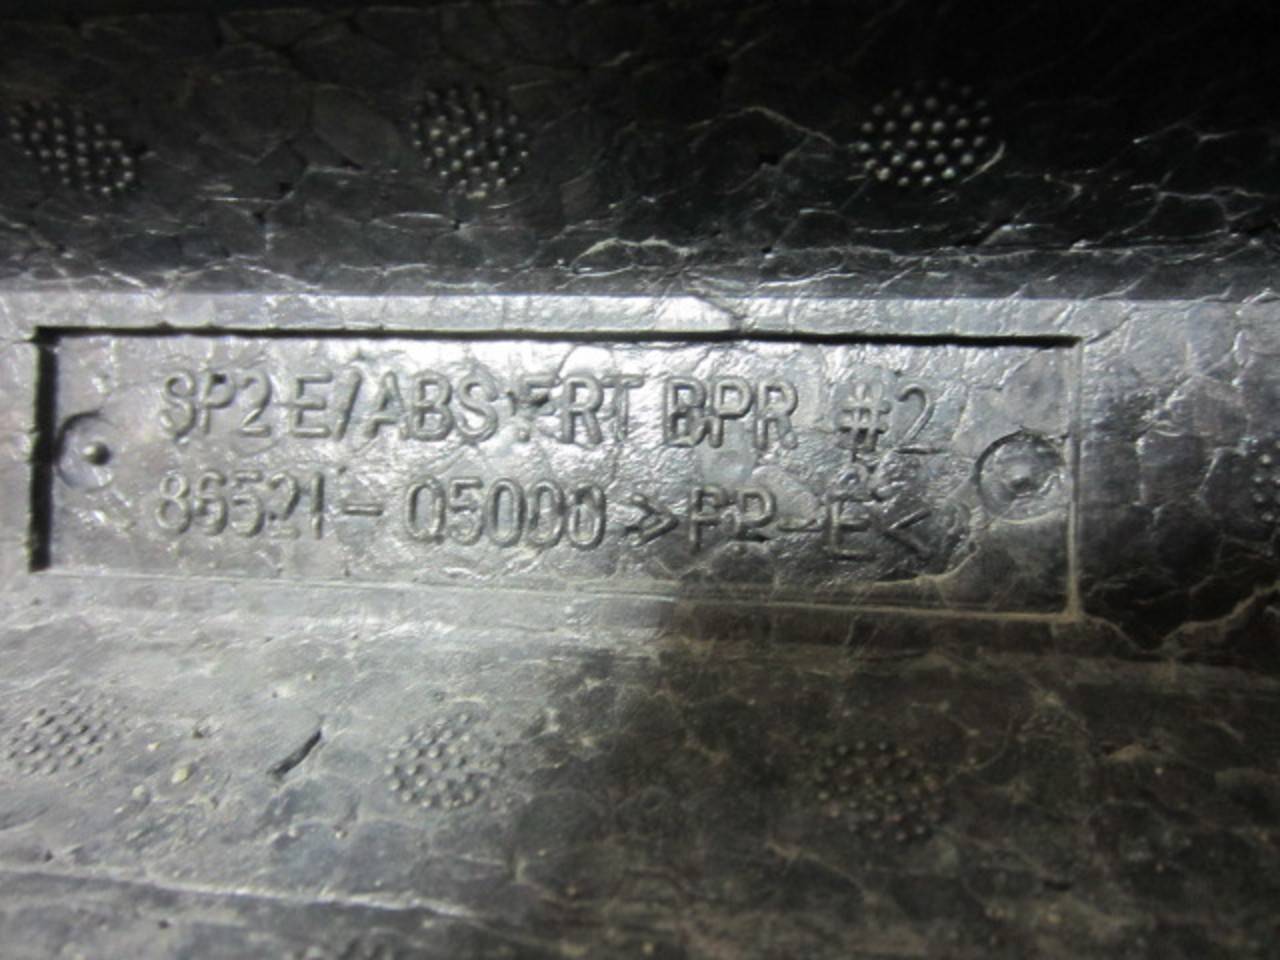 SP2 E/ABS:FRT BPR #2
86521-Q5000 >PP-E<